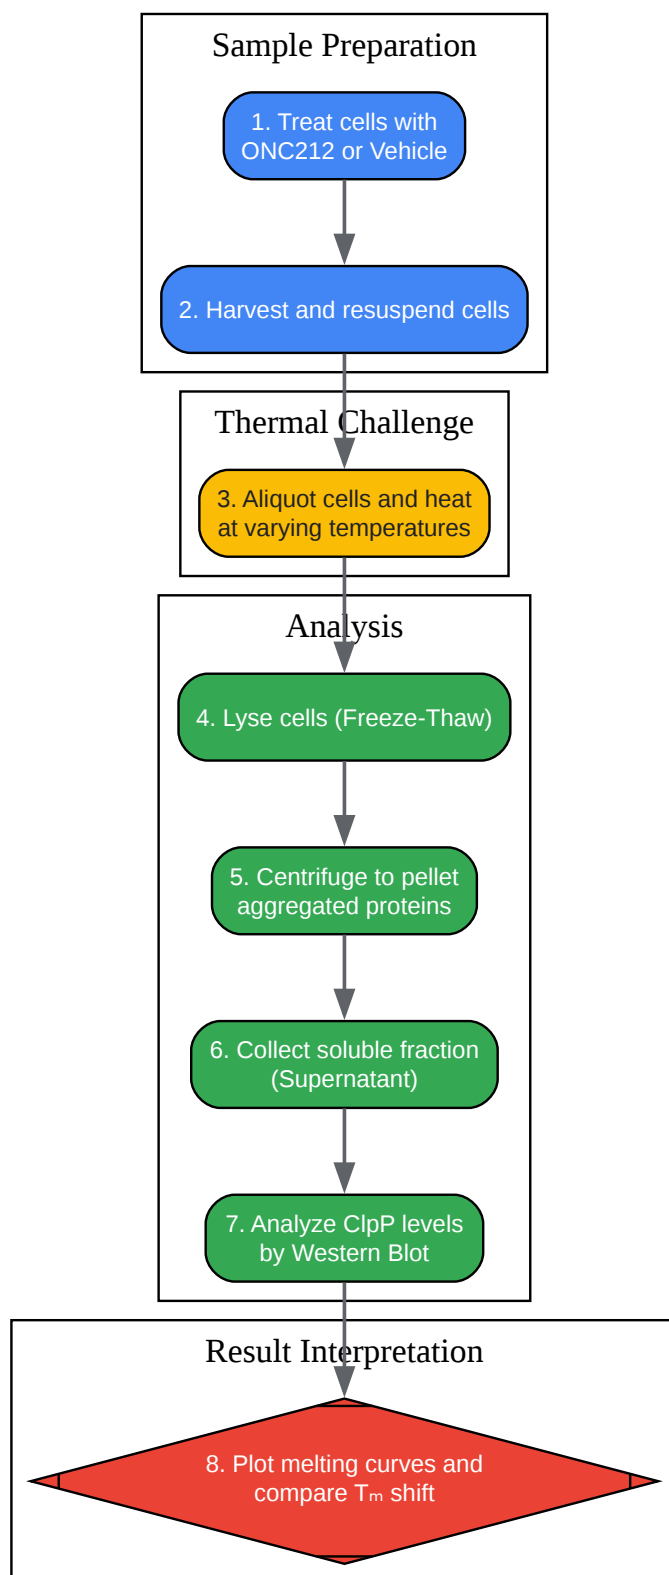 Sample Preparation
1. Treat cells with
ONC212 or Vehicle
2. Harvest and resuspend cells
Thermal Challenge
3. Aliquot cells and heat
at varying temperatures
Analysis
4. Lyse cells (Freeze-Thaw)
5. Centrifuge to pellet
aggregated proteins
6. Collect soluble fraction
(Supernatant)
7. Analyze ClpP levels
by Western Blot
Result Interpretation
8. Plot melting curves and
compare Tₘ shift